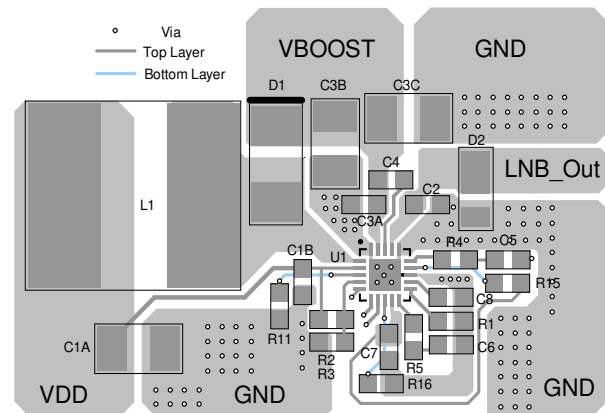 Via
Top Layer
Bottom Layer
VBOOST
GND
D1
C3B
C3C
D2
LNB_Out
C4
C2
L1
C3A
U1
R4
C5
C1B
R15
C8
R11
R1
R2
C7
C6
C1A
R3
R5
R16
VDD
GND
GND